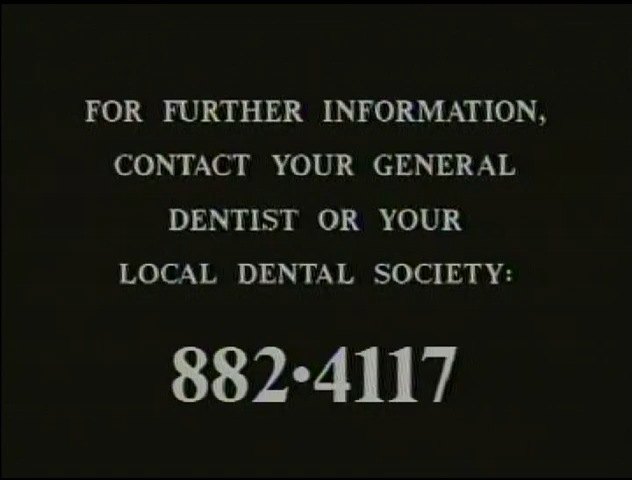 FOR FURTHER INFORMATION,
CONTACT YOUR GENERAL
DENTIST OR YOUR
LOCAL DENTAL SOCIETY:
882•4117